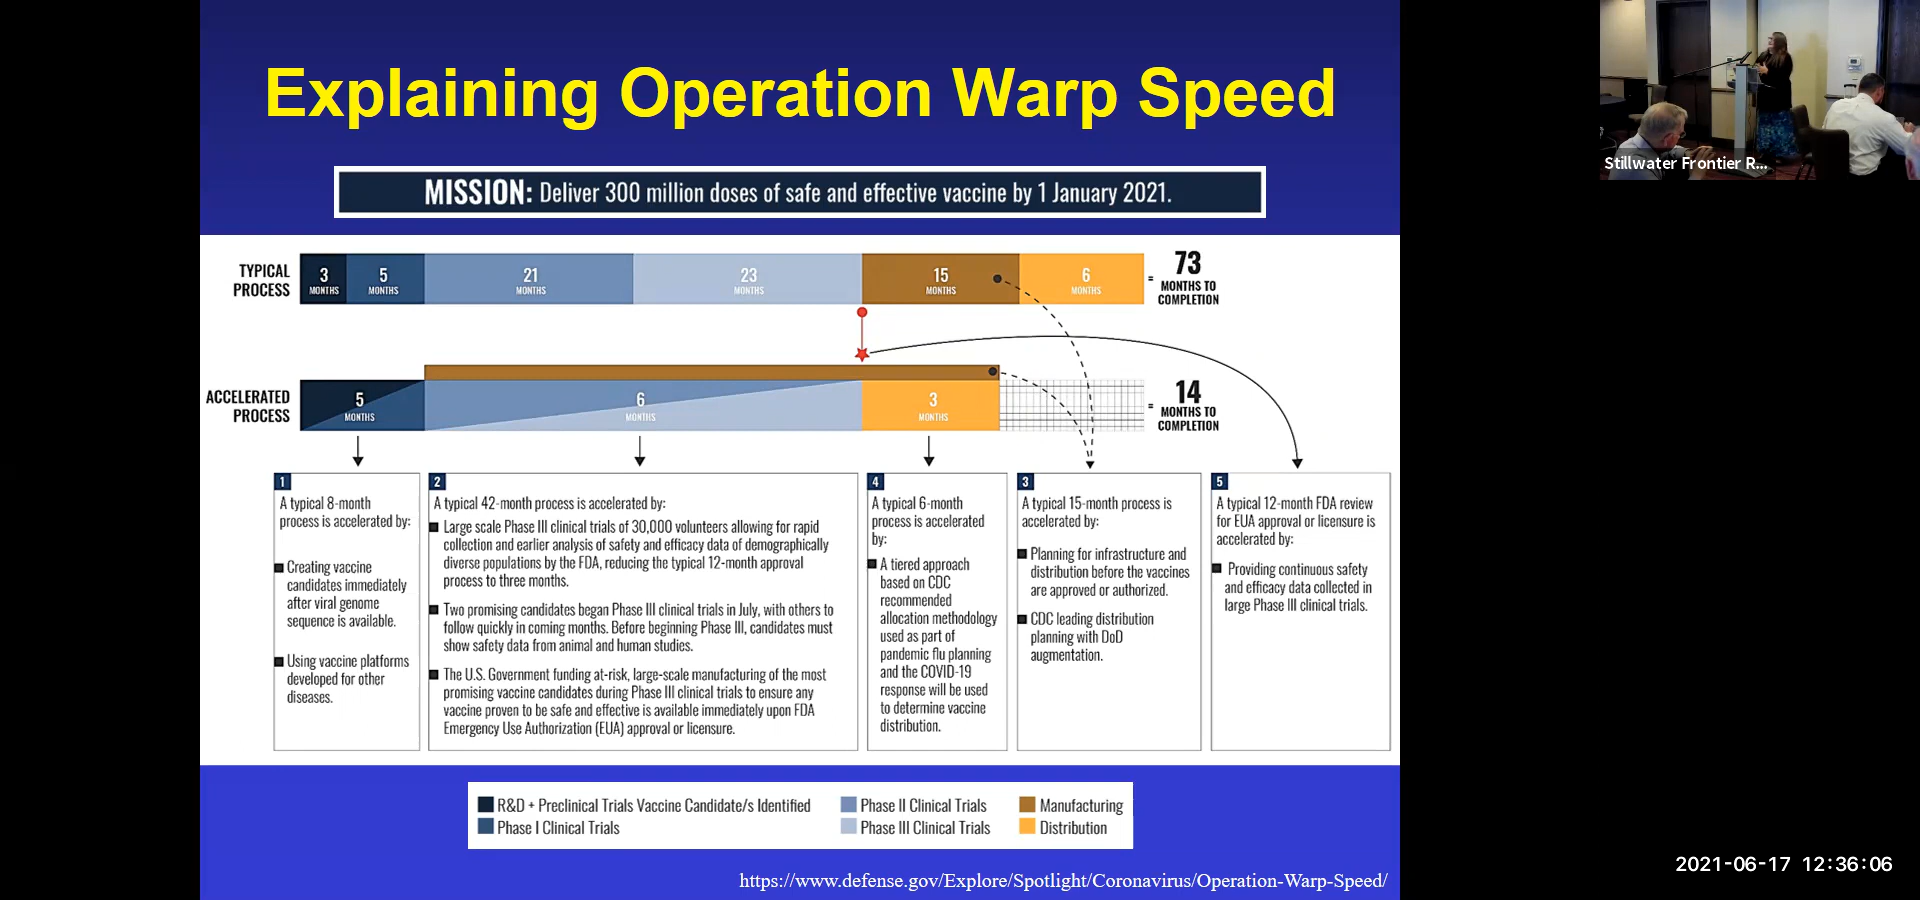 Explaining Operation Warp Speed
MISSION: Deliver 300 million doses of safe and effective vaccine by 1 January 2021.
TYPICAL
PROCESS
3
MONTHS
5
MONTHS
21
MONTHS
23
MONTHS
15
MONTHS
6
MONTHS
=
73
MONTHS TO
COMPLETION
ACCELERATED
PROCESS
5
MONTHS
6
MONTHS
3
MONTHS
=
14
MONTHS TO
COMPLETION
1
A typical 8-month
process is accelerated by:
Creating vaccine
candidates immediately
after viral genome
sequence is available.
Using vaccine platforms
developed for other
diseases.
2
A typical 42-month process is accelerated by:
Large scale Phase III clinical trials of 30,000 volunteers allowing for rapid
collection and earlier analysis of safety and efficacy data of demographically
diverse populations by the FDA, reducing the typical 12-month approval
process to three months.
Two promising candidates began Phase III clinical trials in July, with others to
follow quickly in coming months. Before beginning Phase III, candidates must
show safety data from animal and human studies.
The U.S. Government funding at-risk, large-scale manufacturing of the most
promising vaccine candidates during Phase III clinical trials to ensure any
vaccine proven to be safe and effective is available immediately upon FDA
Emergency Use Authorization (EUA) approval or licensure.
4
A typical 6-month
process is accelerated
by:
A tiered approach
based on CDC
recommended
allocation methodology
used as part of
pandemic flu planning
and the COVID-19
response will be used
to determine vaccine
distribution.
3
A typical 15-month process is
accelerated by:
Planning for infrastructure and
distribution before the vaccines
are approved or authorized.
CDC leading distribution
planning with DoD
augmentation.
5
A typical 12-month FDA review
for EUA approval or licensure is
accelerated by:
Providing continuous safety
and efficacy data collected in
large Phase III clinical trials.
R&D + Preclinical Trials Vaccine Candidate/s Identified
Phase I Clinical Trials
Phase II Clinical Trials
Phase III Clinical Trials
Manufacturing
Distribution
https://www.defense.gov/Explore/Spotlight/Coronavirus/Operation-Warp-Speed/
Stillwater Frontier R...
2021-06-17 12:36:06